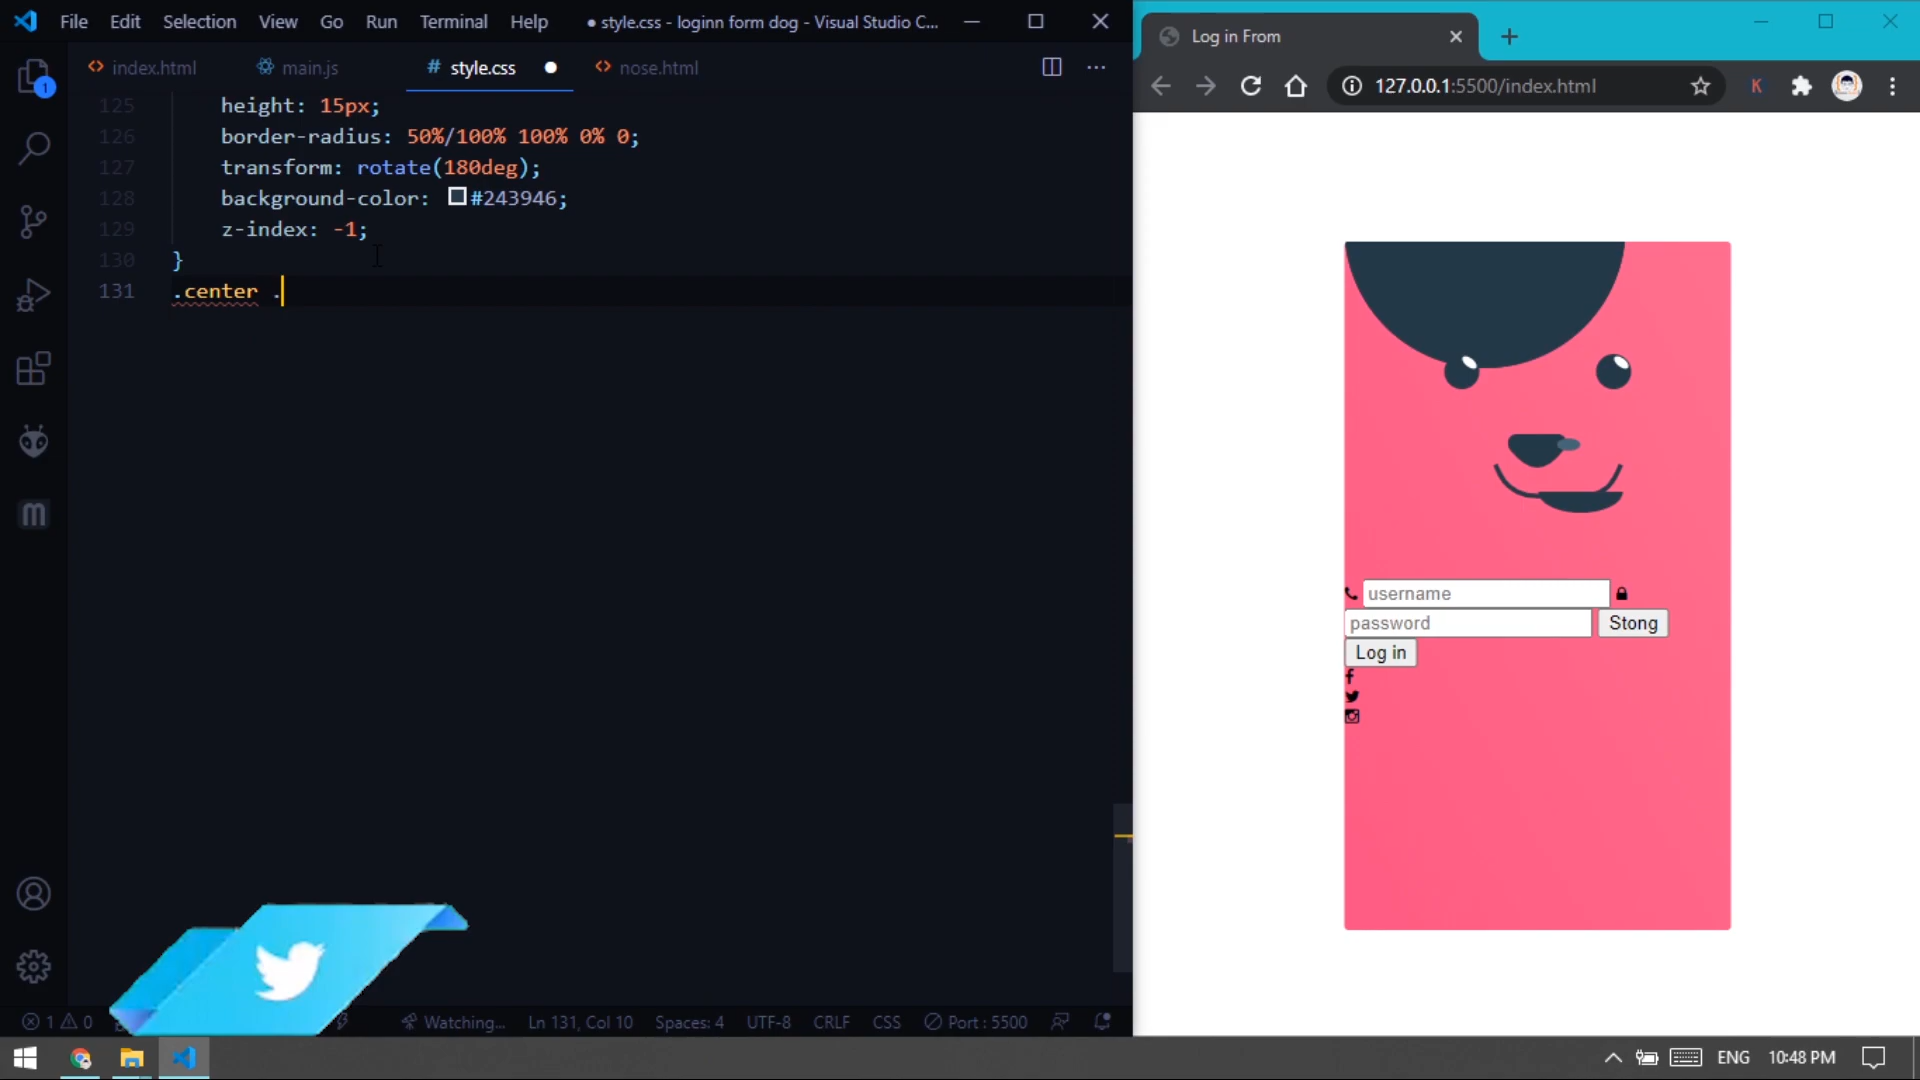 File Edit Selection View Go Run Terminal Help ● style.css - loginn form dog - Visual Studio C...
index.html main.js # style.css ● nose.html
125 height: 15px;
126 border-radius: 50%/100% 100% 0% 0;
127 transform: rotate(180deg);
128 background-color: #243946;
129 z-index: -1;
130 }
131 .center .
1
m
1 0 Watching... Ln 131, Col 10 Spaces: 4 UTF-8 CRLF CSS Port : 5500
Log in From
127.0.0.1:5500/index.html K
username
password Stong
Log in
ENG 10:48 PM